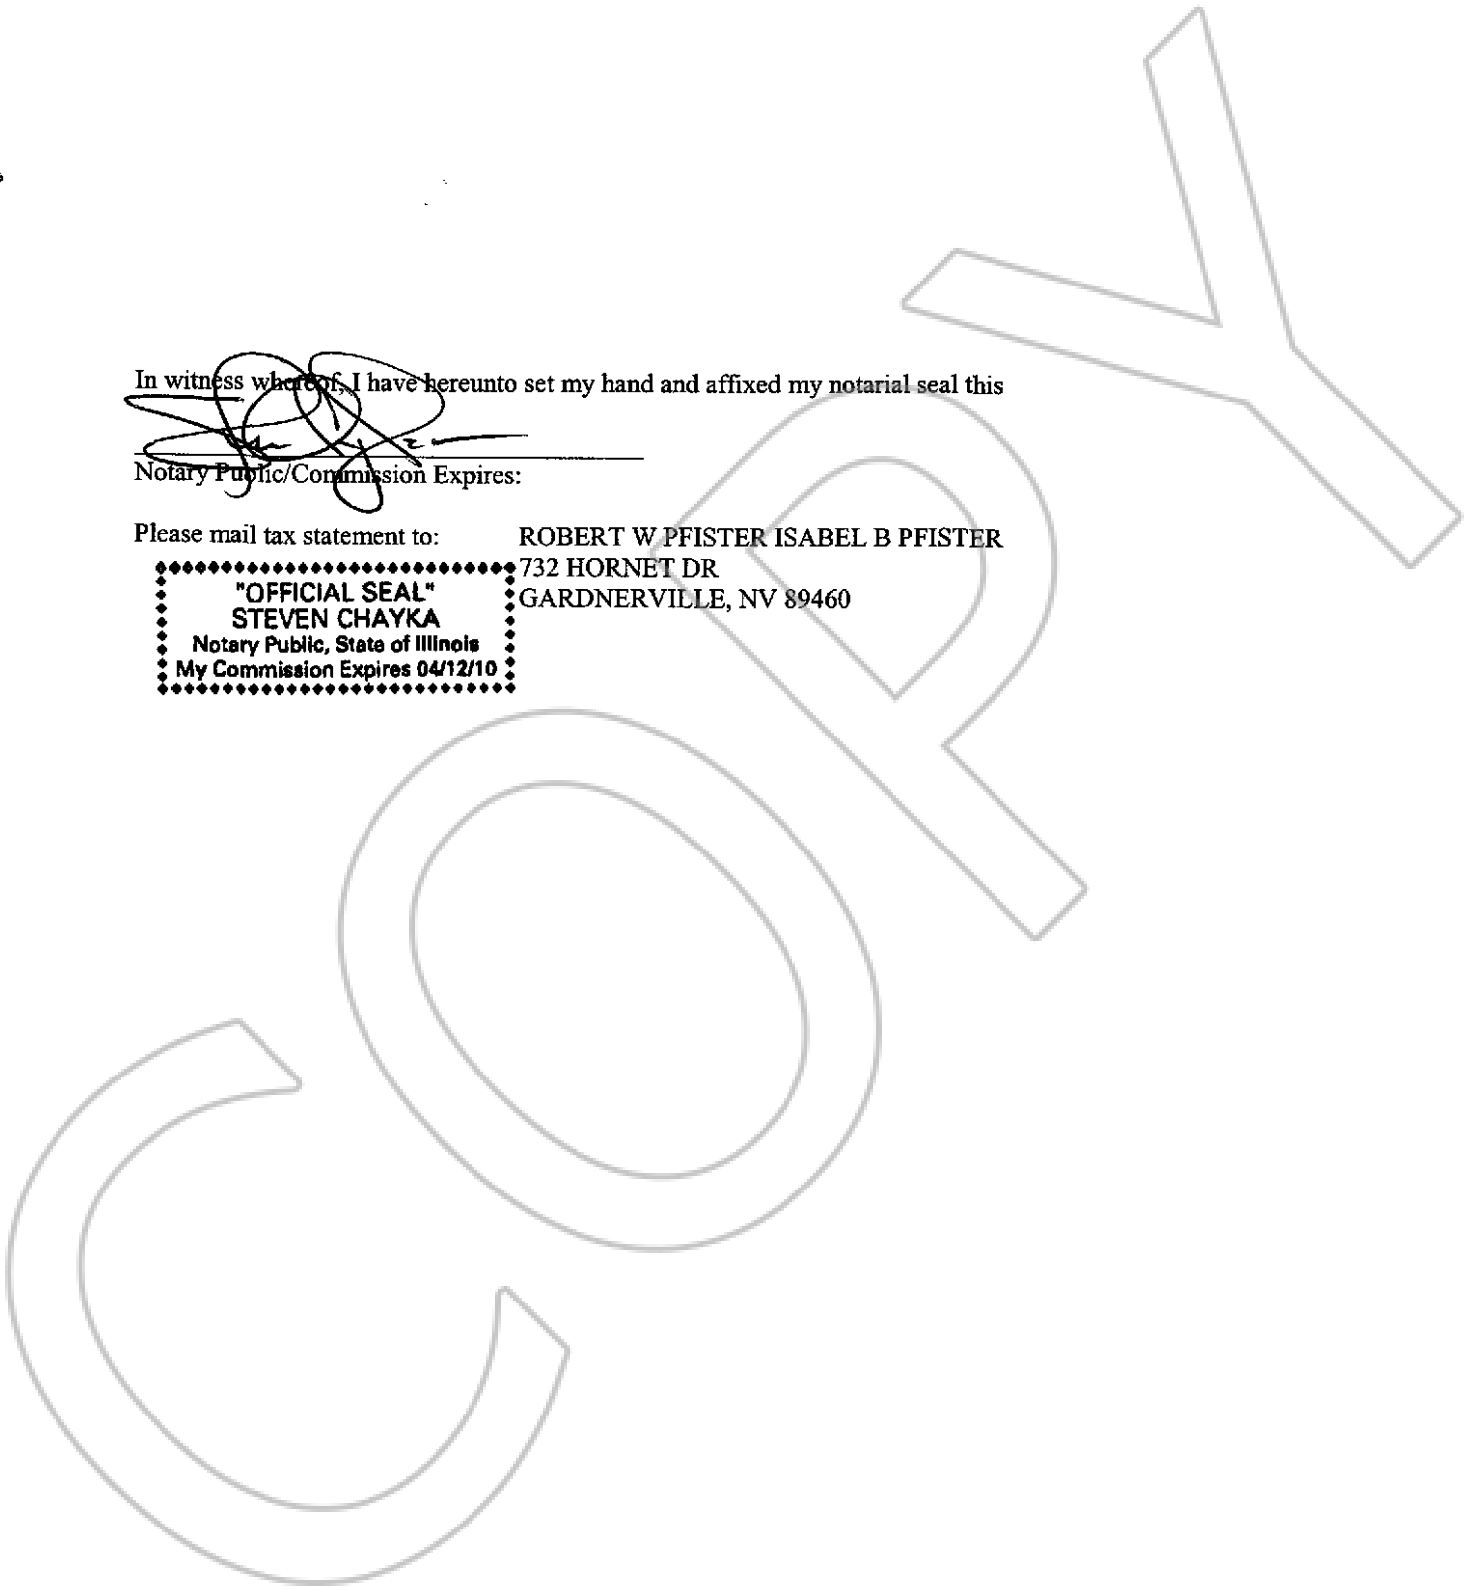 In witness whereof, I have hereunto set my hand and affixed my notarial seal this
Notary Public/Commission Expires:
Please mail tax statement to: ROBERT W PFISTER ISABEL B PFISTER
732 HORNET DR
GARDNERVILLE, NV 89460
"OFFICIAL SEAL"
STEVEN CHAYKA
Notary Public, State of Illinois
My Commission Expires 04/12/10
COPY